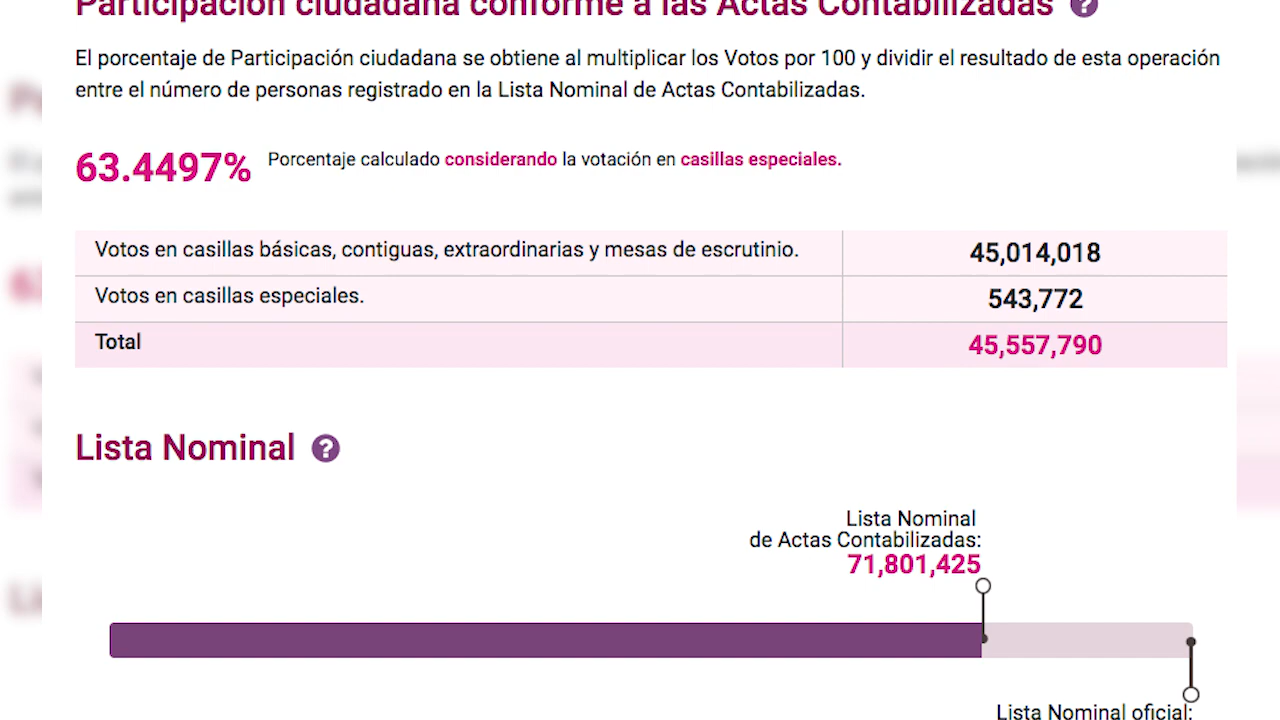 Participación ciudadana conforme a las Actas Contabilizadas ?
El porcentaje de Participación ciudadana se obtiene al multiplicar los Votos por 100 y dividir el resultado de esta operación
entre el número de personas registrado en la Lista Nominal de Actas Contabilizadas.
63.4497% Porcentaje calculado considerando la votación en casillas especiales.
Votos en casillas básicas, contiguas, extraordinarias y mesas de escrutinio. 45,014,018
Votos en casillas especiales. 543,772
Total 45,557,790
Lista Nominal ?
Lista Nominal
de Actas Contabilizadas:
71,801,425
Lista Nominal oficial: